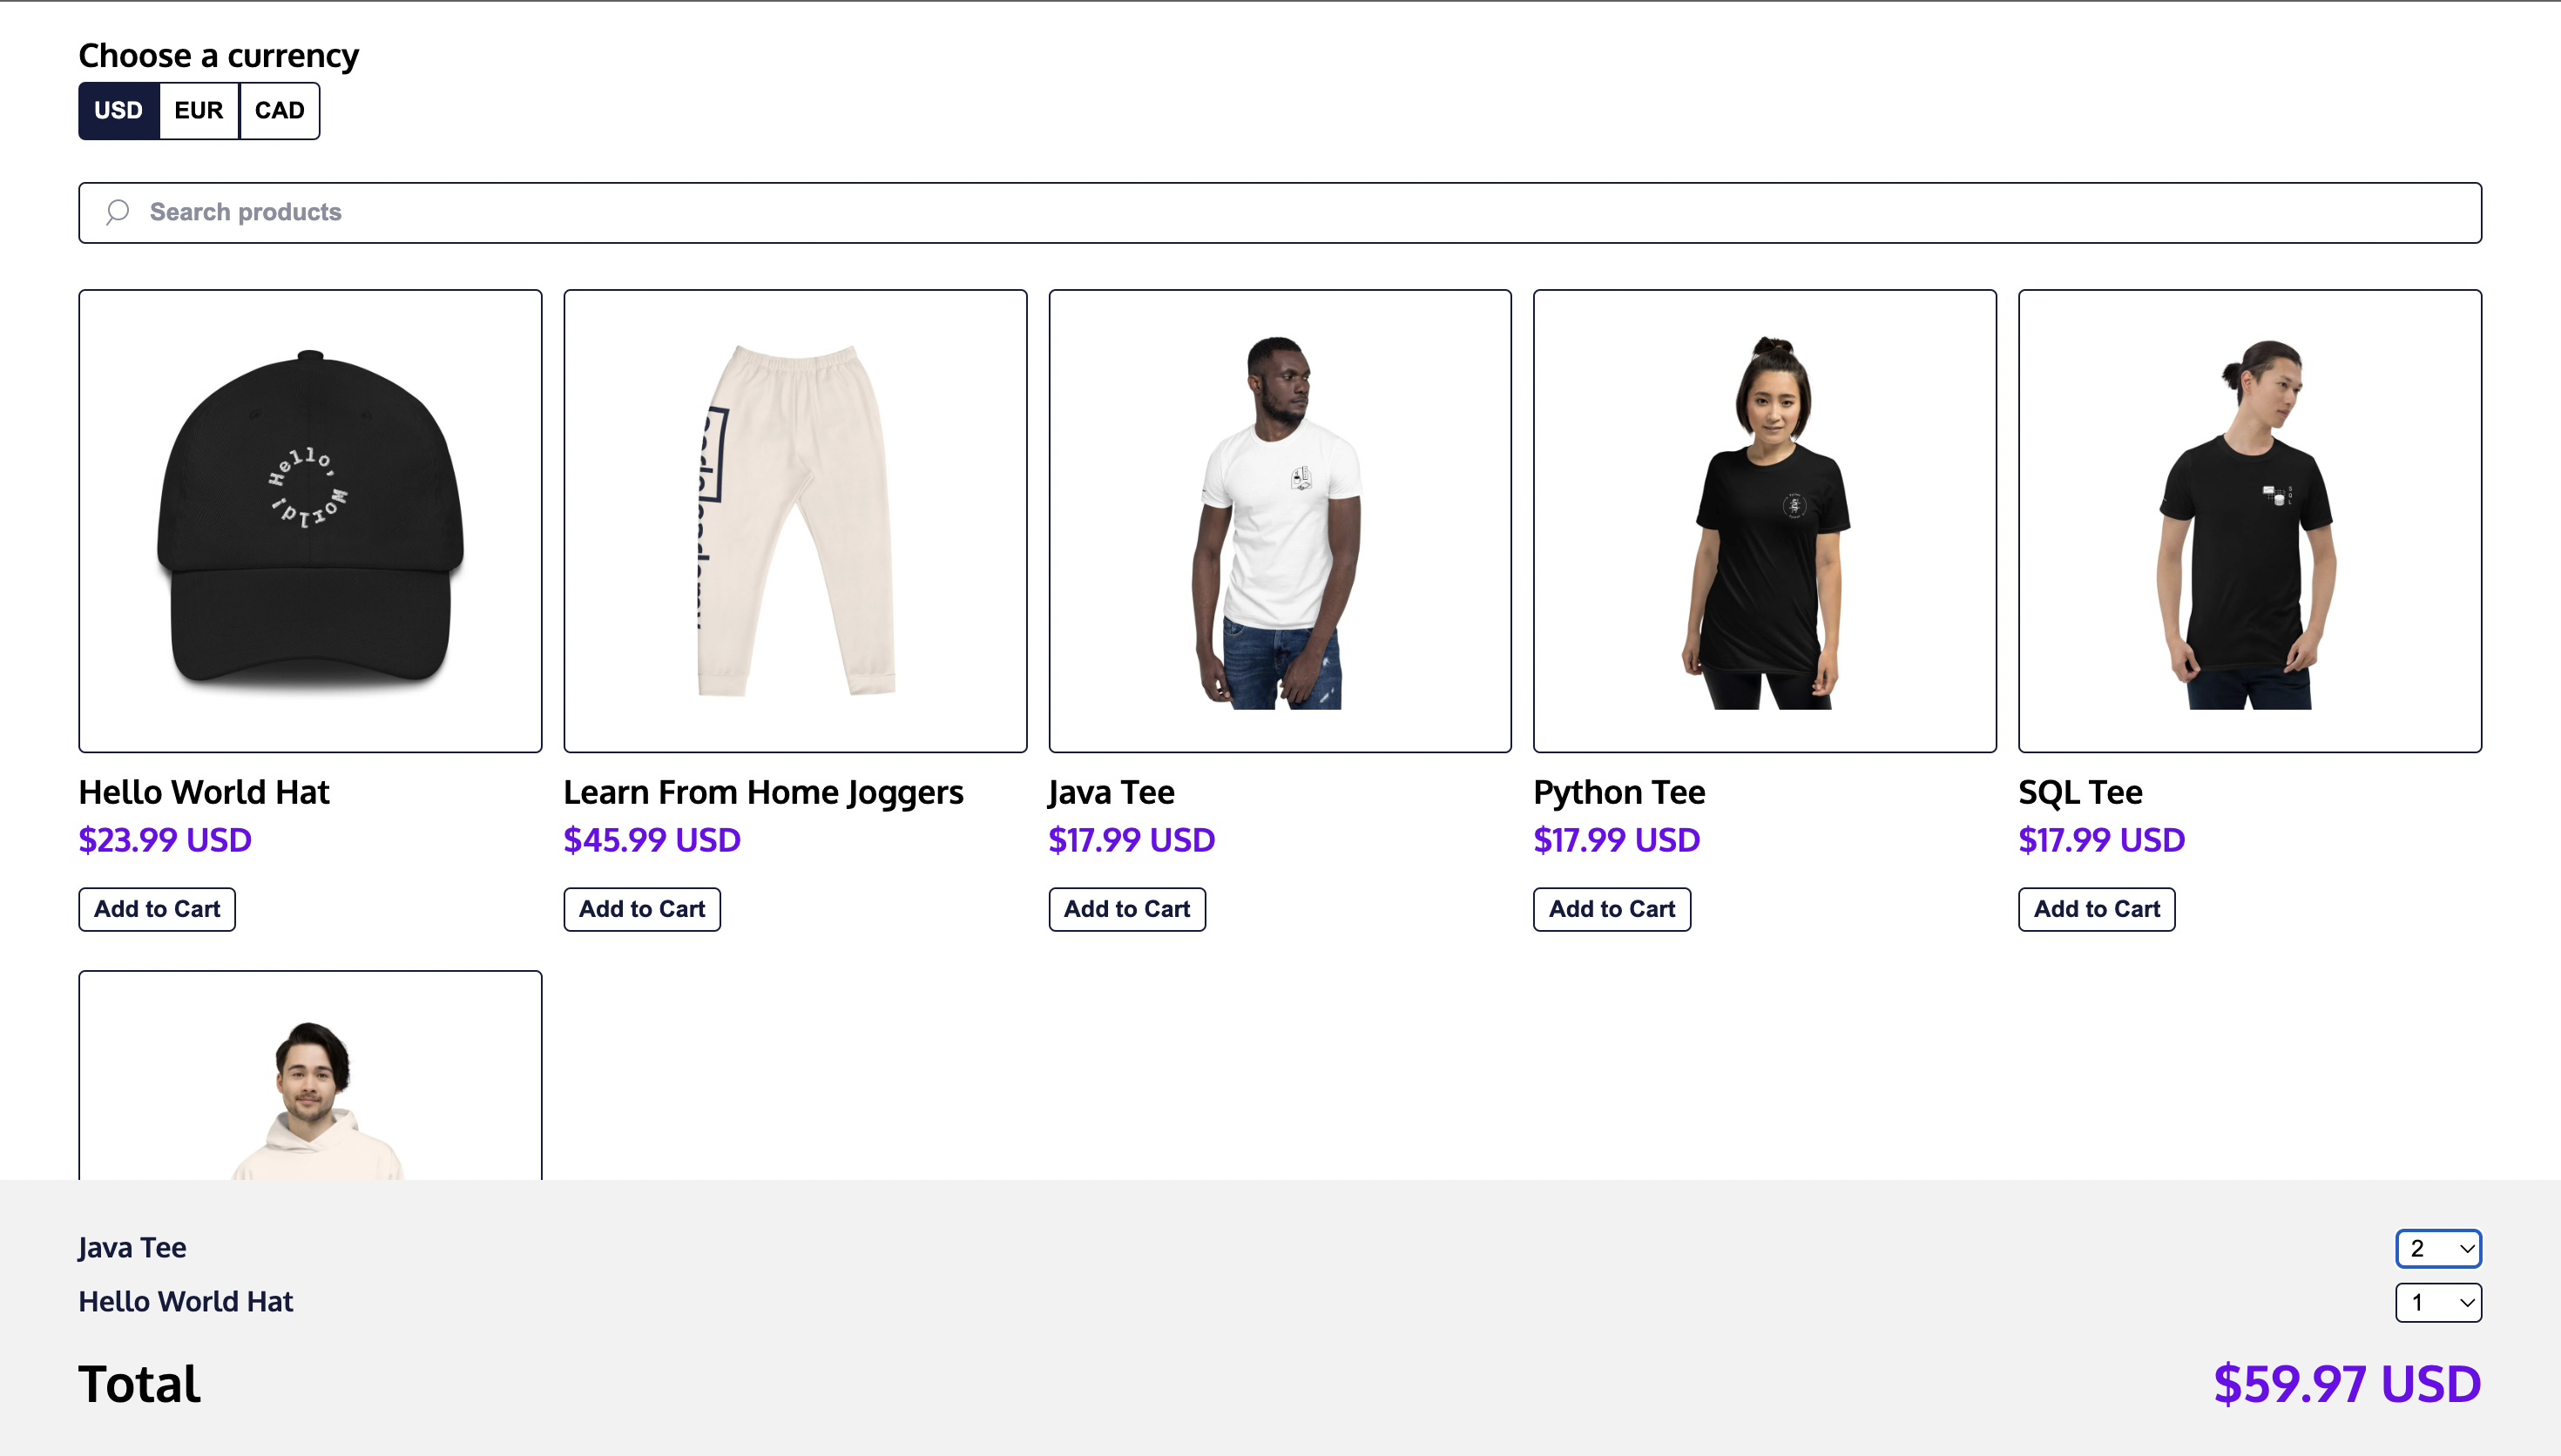 Choose a currency
USD EUR CAD
Search products
Hello, World!
codecademy
Hello World Hat
$23.99 USD
Add to Cart
Learn From Home Joggers
$45.99 USD
Add to Cart
Java Tee
$17.99 USD
Add to Cart
Python Tee
$17.99 USD
Add to Cart
SQL
SQL Tee
$17.99 USD
Add to Cart
Java Tee 2
Hello World Hat 1
Total $59.97 USD